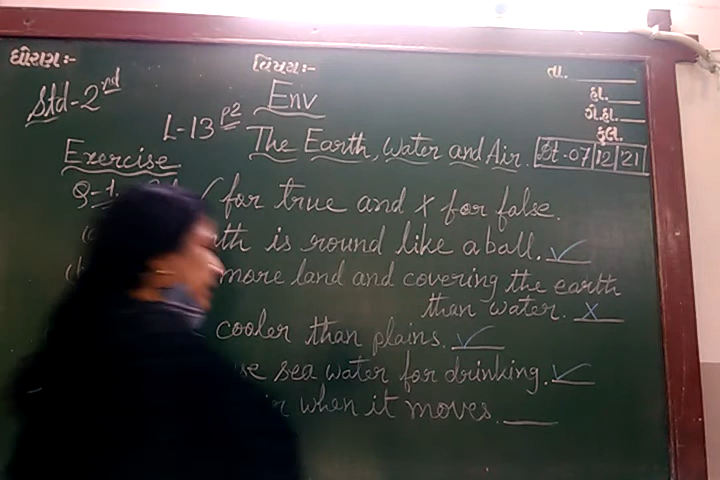 ધોરણ :-
વિષય :-
તા.
Std-2nd
Env
હા.
ગે.હા.
કુલ.
L-13 P2
The Earth, Water and Air.
Dt-07/12/21
Exercise
Q-1. ✓ for true and x for false.
is round like a ball. ✓
more land and covering the earth
than water. x
cooler than plains. ✓
sea water for drinking. ✓
when it moves.